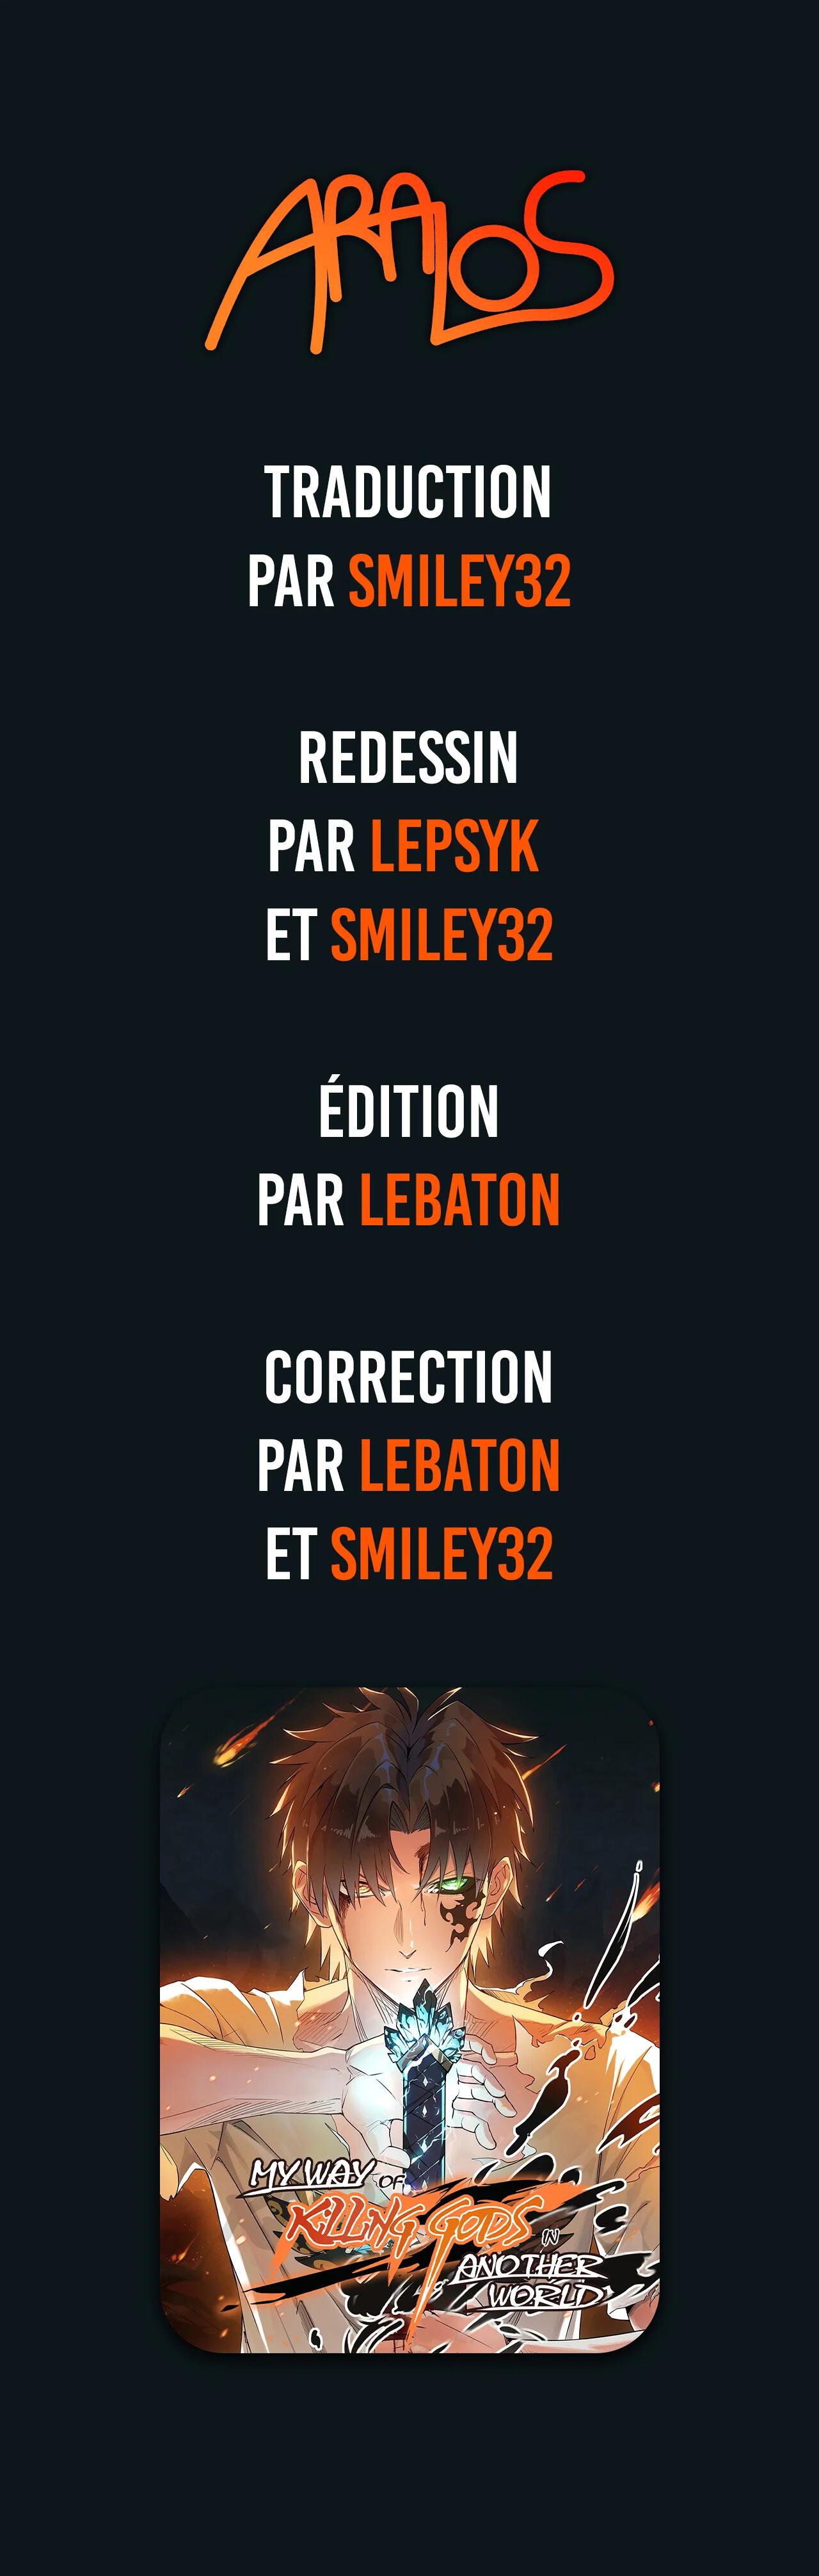 ARALOS
TRADUCTION
PAR SMILEY32
REDESSIN
PAR LEPSYK
ET SMILEY32
ÉDITION
PAR LEBATON
CORRECTION
PAR LEBATON
ET SMILEY32
MY WAY OF
KILLING GODS IN
ANOTHER
WORLD